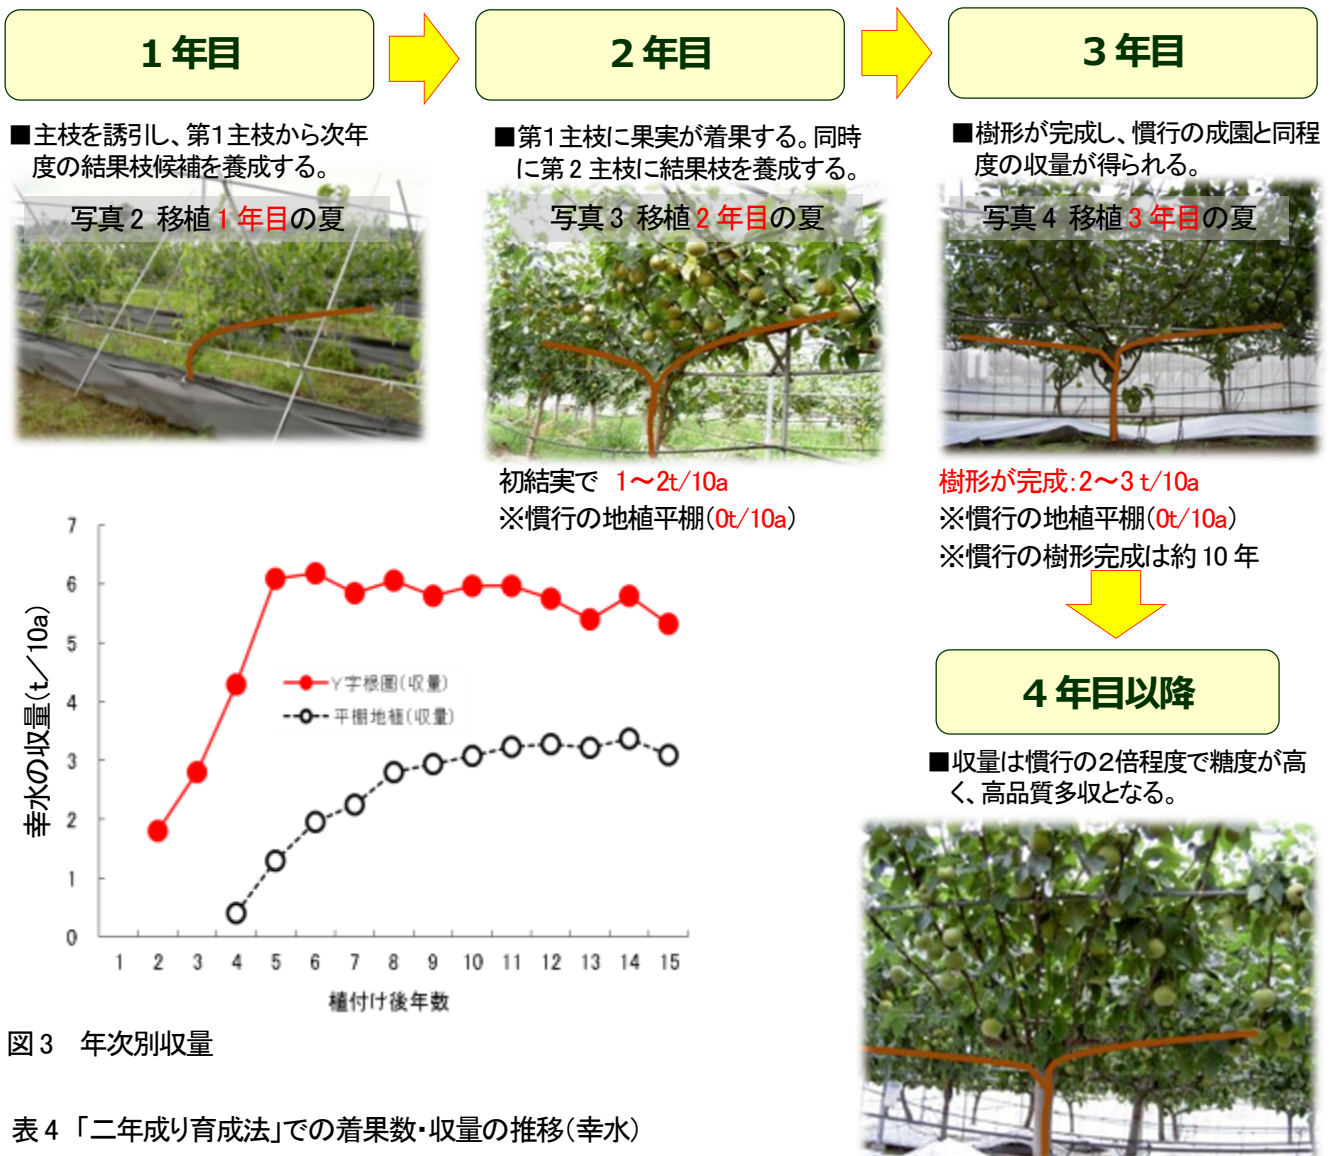 1年目
2年目
3年目
■主枝を誘引し、第1主枝から次年
度の結果枝候補を養成する。
写真2 移植1年目の夏
■第1主枝に果実が着果する。同時
に第2主枝に結果枝を養成する。
写真3 移植2年目の夏
初結実で 1～2t/10a
※慣行の地植平棚(0t/10a)
■樹形が完成し、慣行の成園と同程
度の収量が得られる。
写真4 移植3年目の夏
樹形が完成:2～3t/10a
※慣行の地植平棚(0t/10a)
※慣行の樹形完成は約10年
4年目以降
■収量は慣行の2倍程度で糖度が高
く、高品質多収となる。
幸水の収量(t/10a)
7
6
5
4
3
2
1
0
Y字根圏(収量)
平棚地植(収量)
1 2 3 4 5 6 7 8 9 10 11 12 13 14 15
植付け後年数
図3 年次別収量
表4 「二年成り育成法」での着果数・収量の推移(幸水)